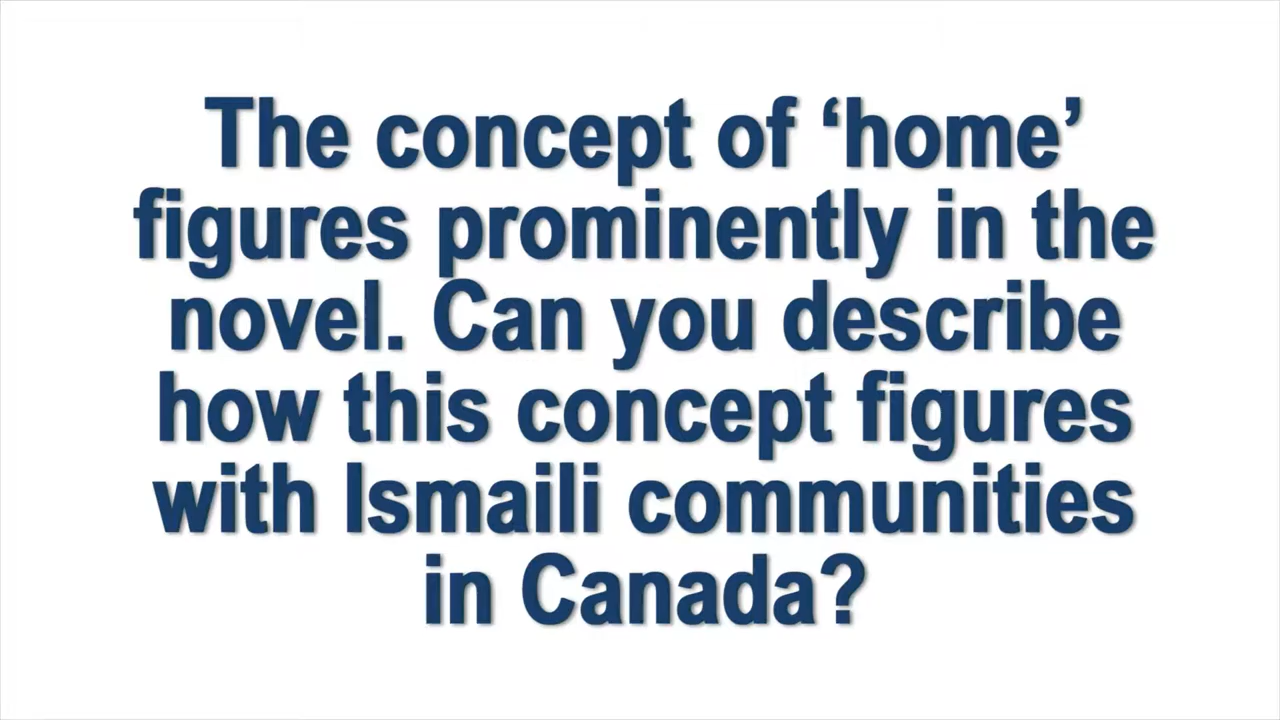 The concept of ‘home’
figures prominently in the
novel. Can you describe
how this concept figures
with Ismaili communities
in Canada?